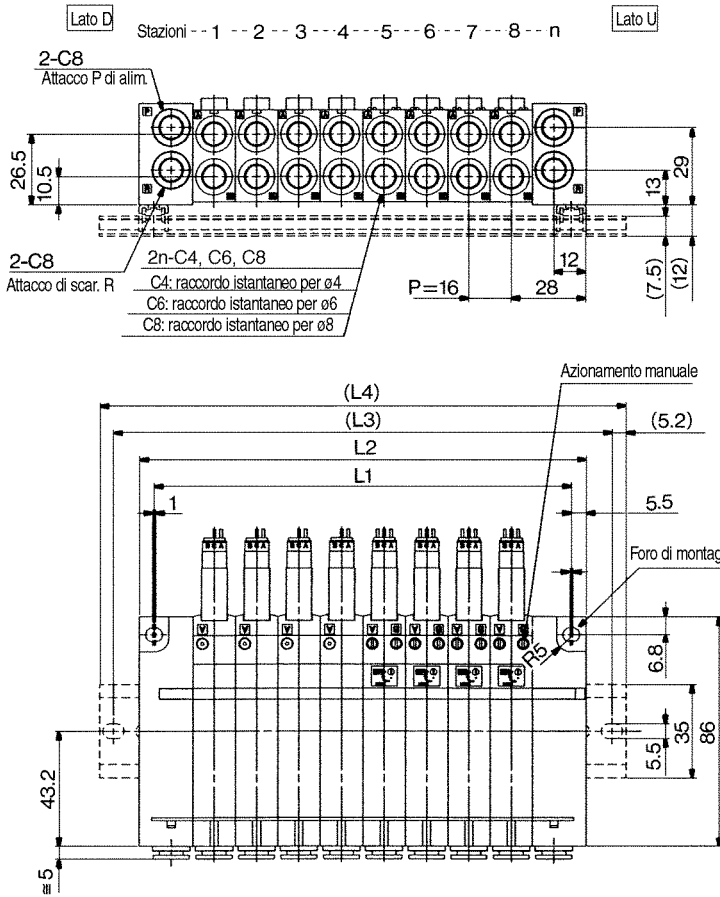 Lato D
Lato U
Stazioni -- 1 --- 2 --- 3 --- 4 --- 5 --- 6 --- 7 --- 8 -- n
2-C8
Attacco P di alim.
26.5
10.5
29
13
2-C8
Attacco di scar. R
2n-C4, C6, C8
C4: raccordo istantaneo per ø4
C6: raccordo istantaneo per ø6
C8: raccordo istantaneo per ø8
P=16
28
12
(7.5)
(12)
Azionamento manuale
(L4)
(L3)
(5.2)
L2
L1
1
5.5
Foro di montag
R5
6.8
35
86
5.5
43.2
≅5